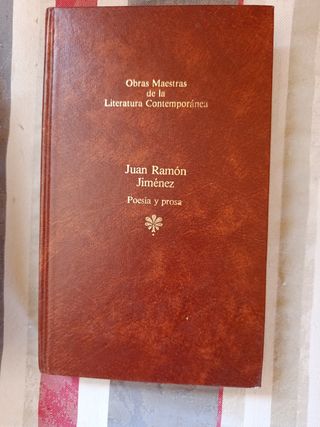 Obras Maestras
de la
Literatura Contemporánea
Juan Ramón
Jiménez
Poesía y prosa